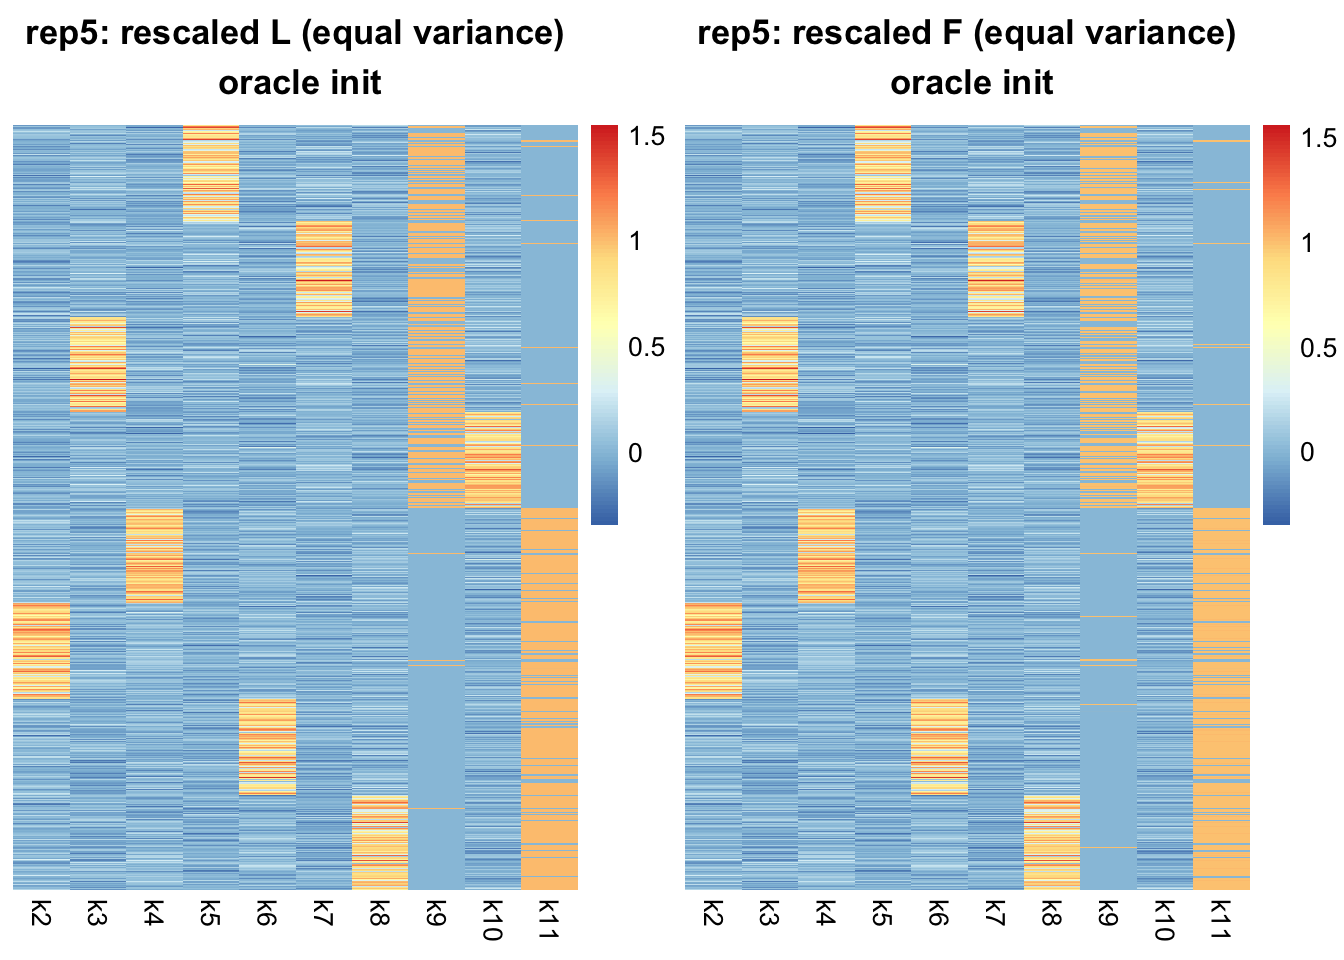 rep5: rescaled L (equal variance)
oracle init
1.5
1
0.5
0
k2
k3
k4
k5
k6
k7
k8
k9
k10
k11
rep5: rescaled F (equal variance)
oracle init
1.5
1
0.5
0
k2
k3
k4
k5
k6
k7
k8
k9
k10
k11